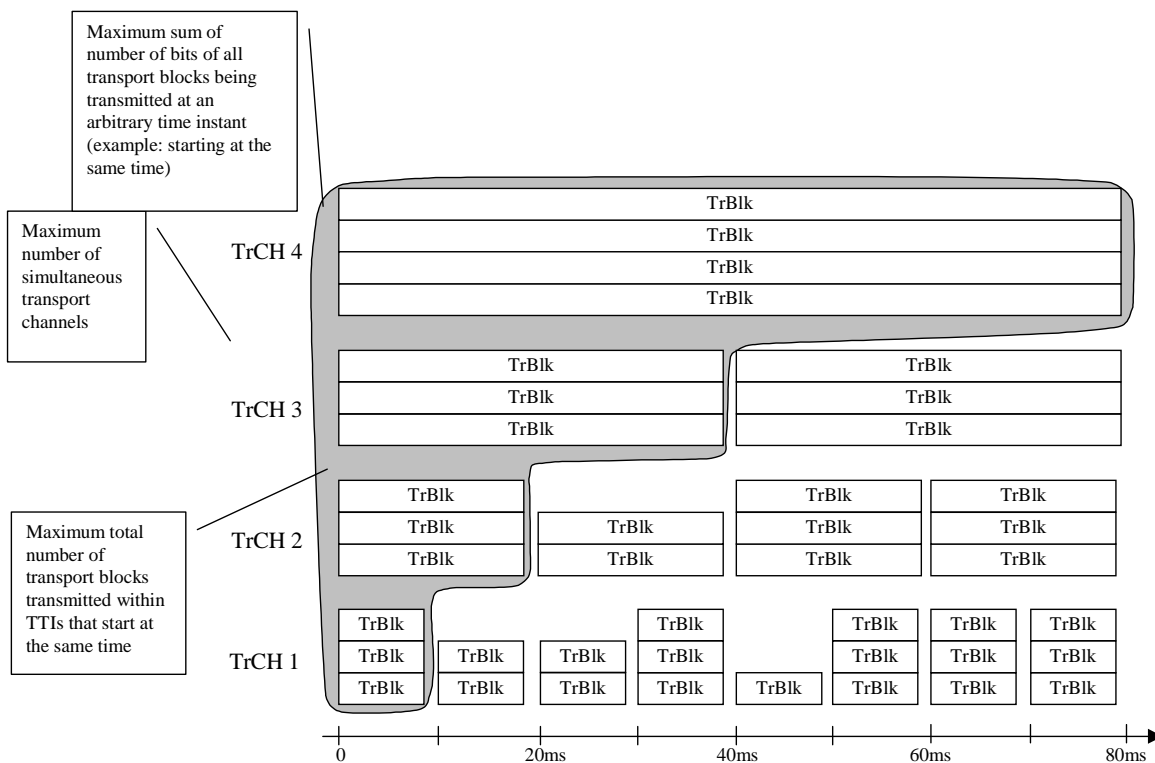 Maximum sum of
number of bits of all
transport blocks being
transmitted at an
arbitrary time instant
(example: starting at the
same time)
Maximum
number of
simultaneous
transport
channels
Maximum total
number of
transport blocks
transmitted within
TTIs that start at
the same time
TrCH 4
TrBlk
TrBlk
TrBlk
TrBlk
TrCH 3
TrBlk TrBlk
TrBlk TrBlk
TrBlk TrBlk
TrCH 2
TrBlk TrBlk TrBlk
TrBlk TrBlk TrBlk TrBlk
TrBlk TrBlk TrBlk TrBlk
TrCH 1
TrBlk TrBlk TrBlk TrBlk TrBlk
TrBlk TrBlk TrBlk TrBlk TrBlk TrBlk TrBlk
TrBlk TrBlk TrBlk TrBlk TrBlk TrBlk TrBlk TrBlk
0 20ms 40ms 60ms 80ms